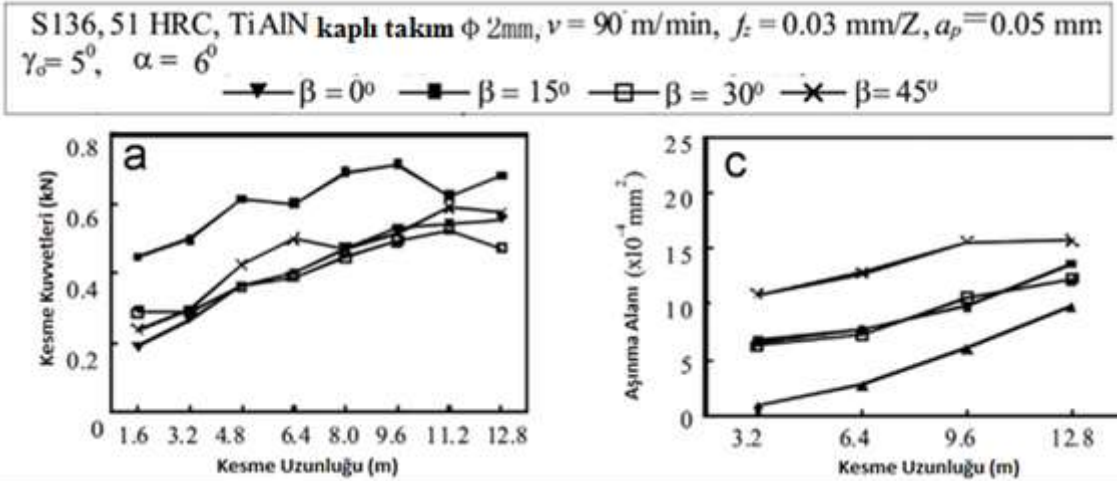 S136, 51 HRC, TiAlN kaplı takım Φ 2mm, v = 90 m/min, fz = 0.03 mm/Z, ap = 0.05 mm
γo = 5⁰, α = 6⁰
β = 0⁰ β = 15⁰ β = 30⁰ β = 45⁰
a
Kesme Kuvvetleri (kN)
0.8
0.6
0.4
0.2
0
1.6 3.2 4.8 6.4 8.0 9.6 11.2 12.8
Kesme Uzunluğu (m)
c
Aşınma Alanı (x10⁻⁴ mm²)
25
20
15
10
5
0
3.2 6.4 9.6 12.8
Kesme Uzunluğu (m)